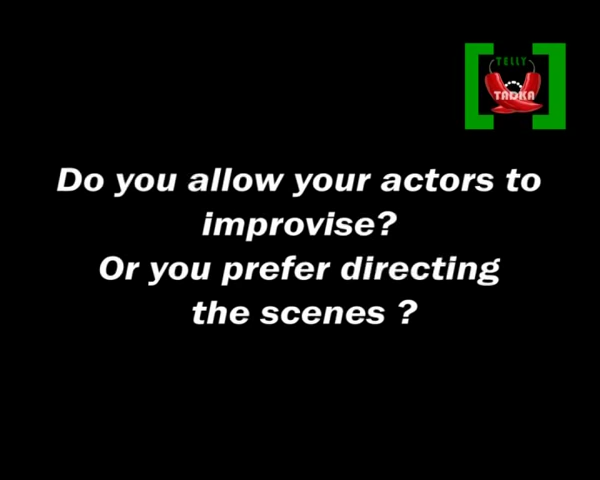 TELLY
TADKA
Do you allow your actors to
improvise?
Or you prefer directing
the scenes ?